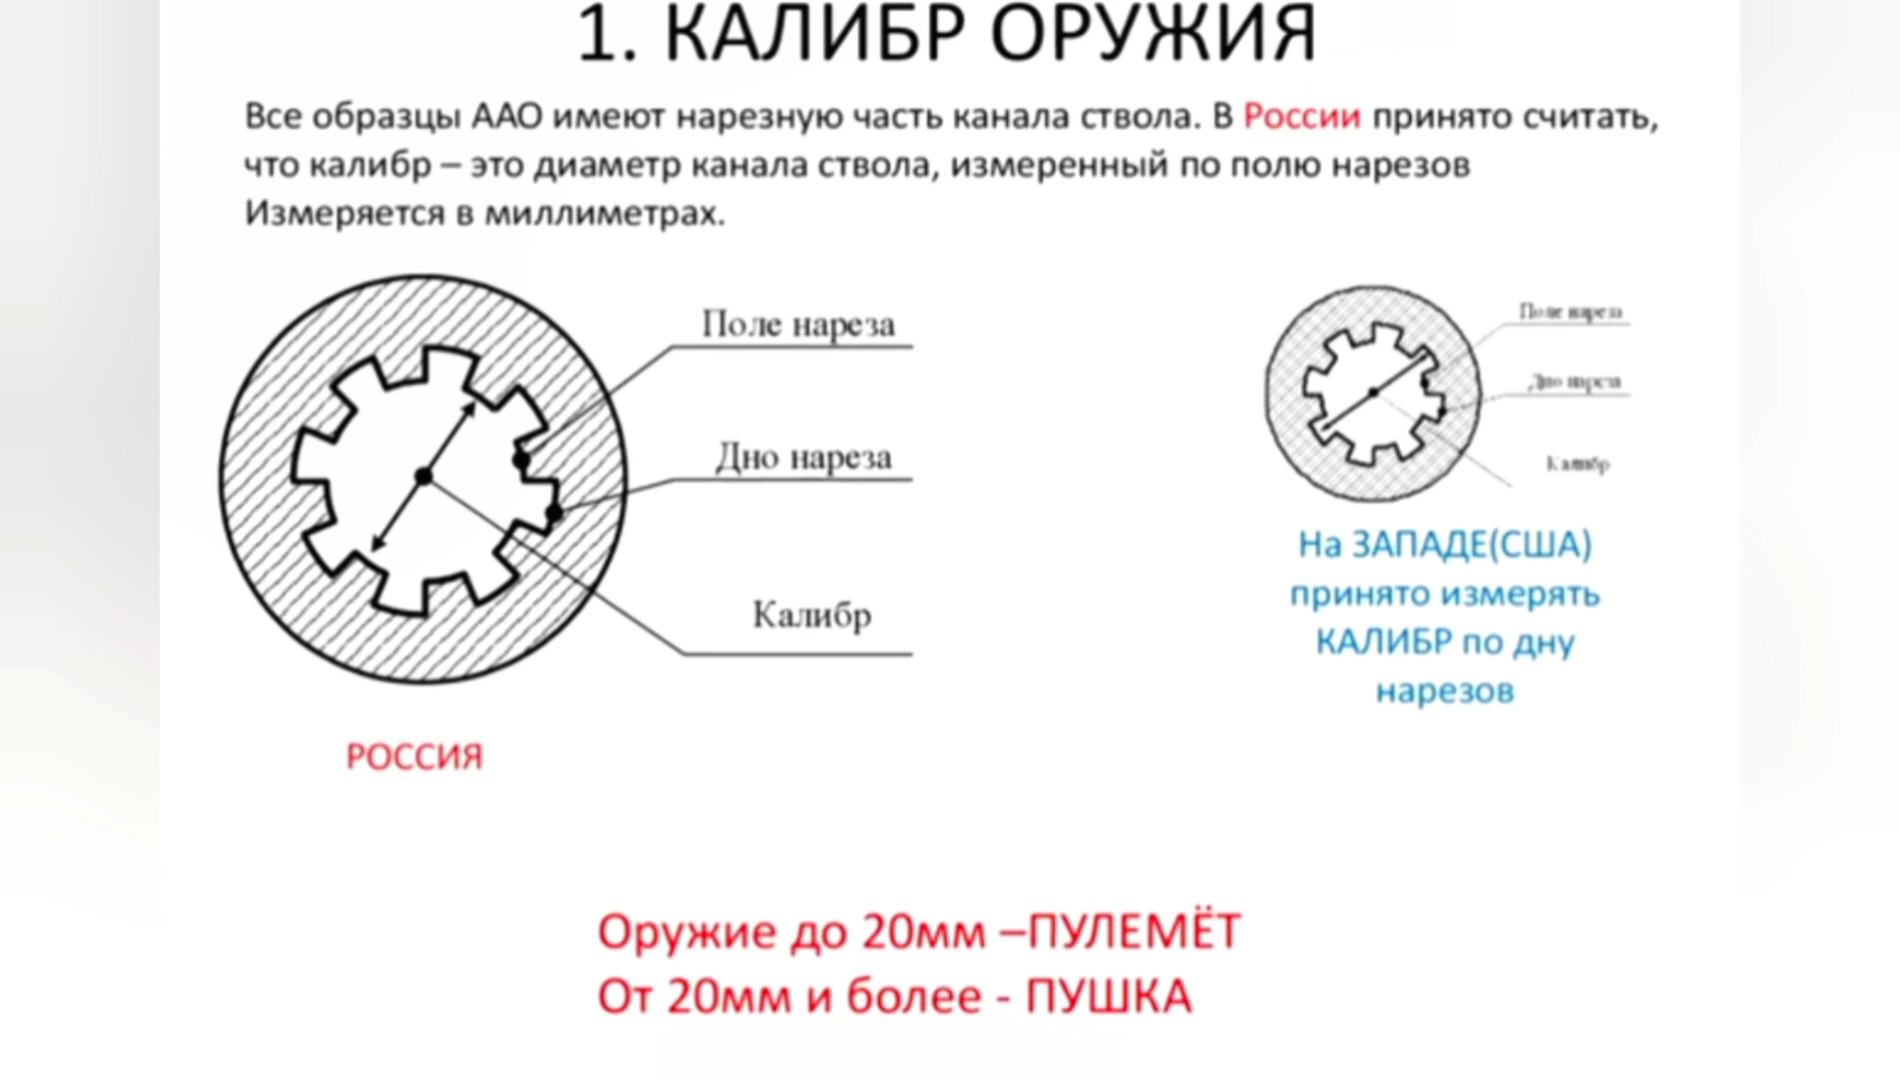 1. КАЛИБР ОРУЖИЯ
Все образцы ААО имеют нарезную часть канала ствола. В России принято считать,
что калибр – это диаметр канала ствола, измеренный по полю нарезов
Измеряется в миллиметрах.
Поле нареза
Дно нареза
Калибр
РОССИЯ
Поле нареза
Дно нареза
Калибр
На ЗАПАДЕ(США)
принято измерять
КАЛИБР по дну
нарезов
Оружие до 20мм –ПУЛЕМЁТ
От 20мм и более - ПУШКА